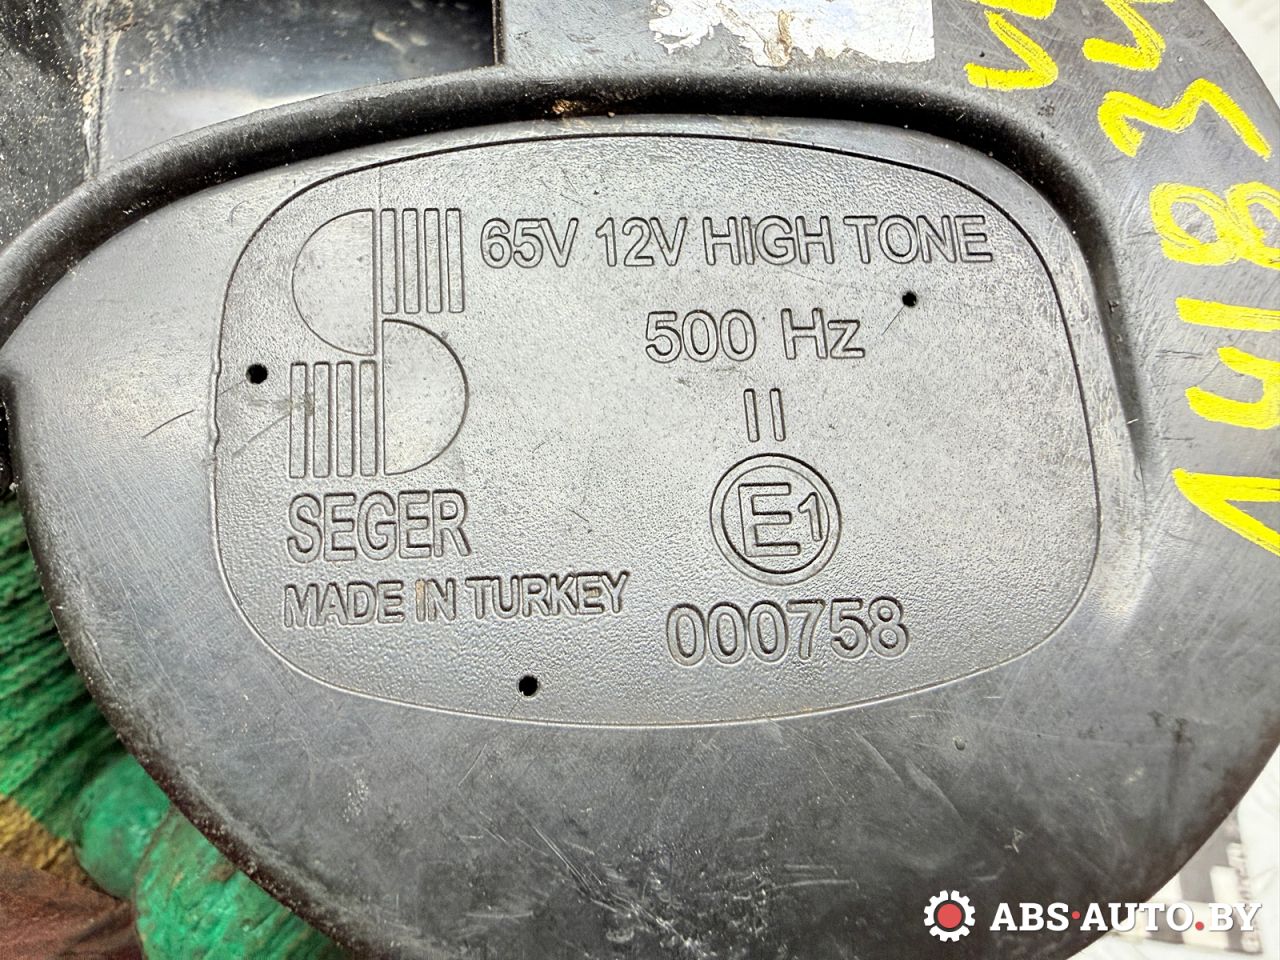 65V 12V HIGH TONE
500 Hz
II
E1
SEGER
MADE IN TURKEY
000758
ABS-AUTO.BY